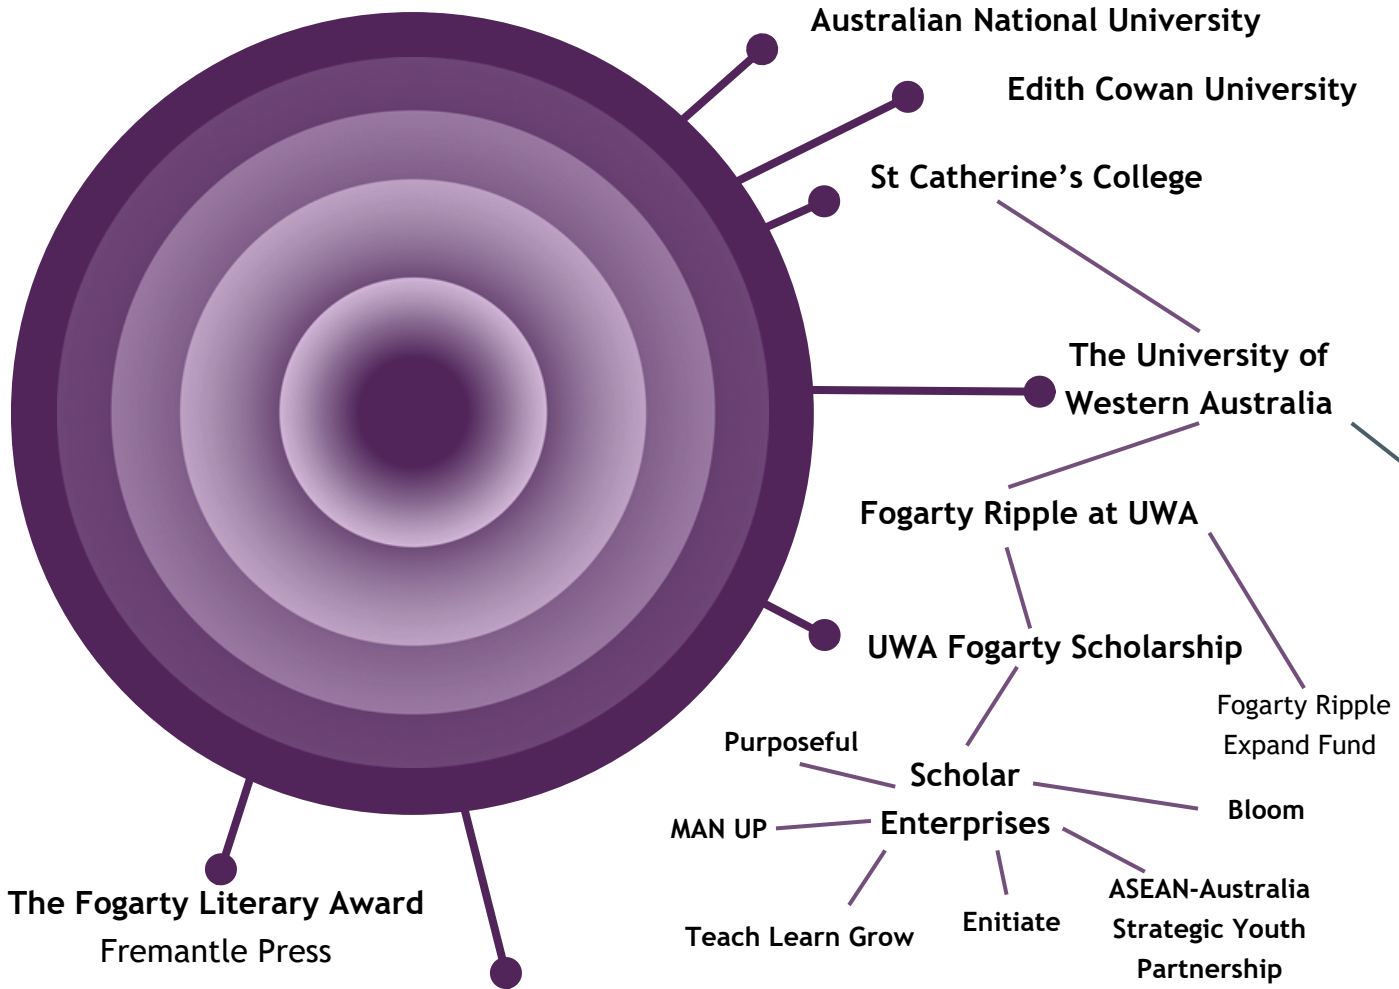 Australian National University
Edith Cowan University
St Catherine’s College
The University of
Western Australia
Fogarty Ripple at UWA
UWA Fogarty Scholarship
Fogarty Ripple
Expand Fund
Purposeful
Scholar
Enterprises
Bloom
MAN UP
ASEAN-Australia
Strategic Youth
Partnership
Enitiate
Teach Learn Grow
The Fogarty Literary Award
Fremantle Press